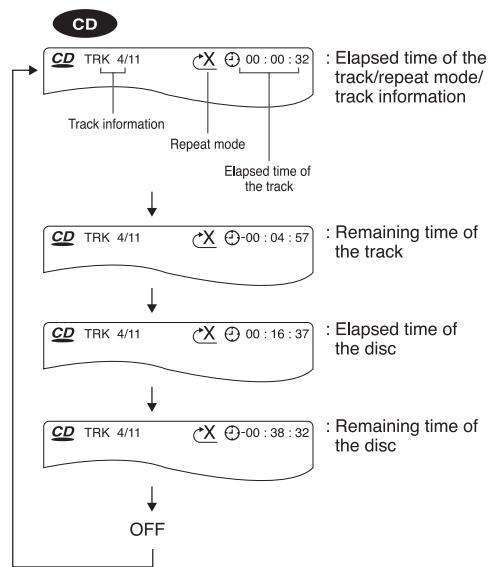 CD
CD TRK 4/11 X 00 : 00 : 32
: Elapsed time of the
track/repeat mode/
track information
Track information
Repeat mode
Elapsed time of
the track
CD TRK 4/11 X -00 : 04 : 57
: Remaining time of
the track
CD TRK 4/11 X 00 : 16 : 37
: Elapsed time of
the disc
CD TRK 4/11 X -00 : 38 : 32
: Remaining time of
the disc
OFF